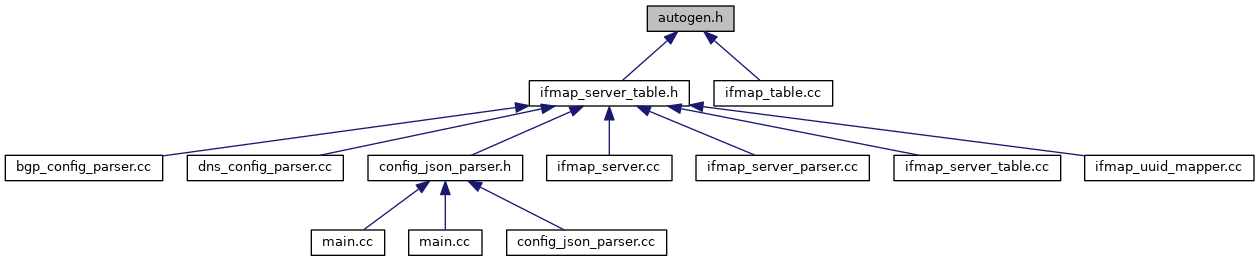 autogen.h
ifmap_server_table.h
ifmap_table.cc
bgp_config_parser.cc
dns_config_parser.cc
config_json_parser.h
ifmap_server.cc
ifmap_server_parser.cc
ifmap_server_table.cc
ifmap_uuid_mapper.cc
main.cc
main.cc
config_json_parser.cc